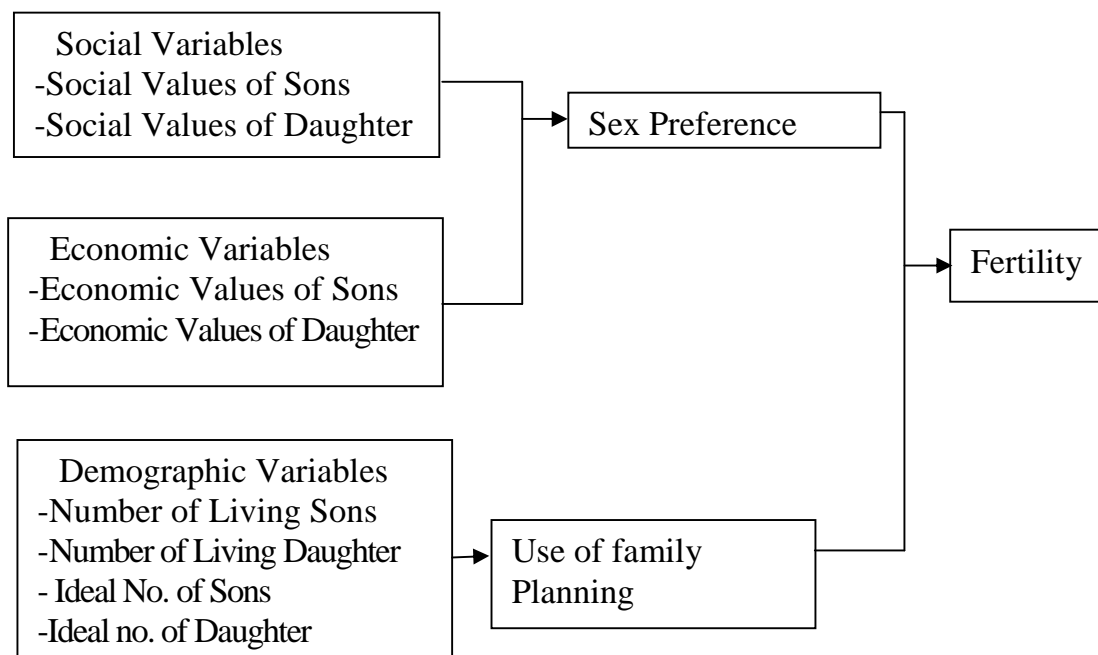 Social Variables
-Social Values of Sons
-Social Values of Daughter
Sex Preference
Economic Variables
-Economic Values of Sons
-Economic Values of Daughter
Fertility
Demographic Variables
-Number of Living Sons
-Number of Living Daughter
- Ideal No. of Sons
-Ideal no. of Daughter
Use of family
Planning